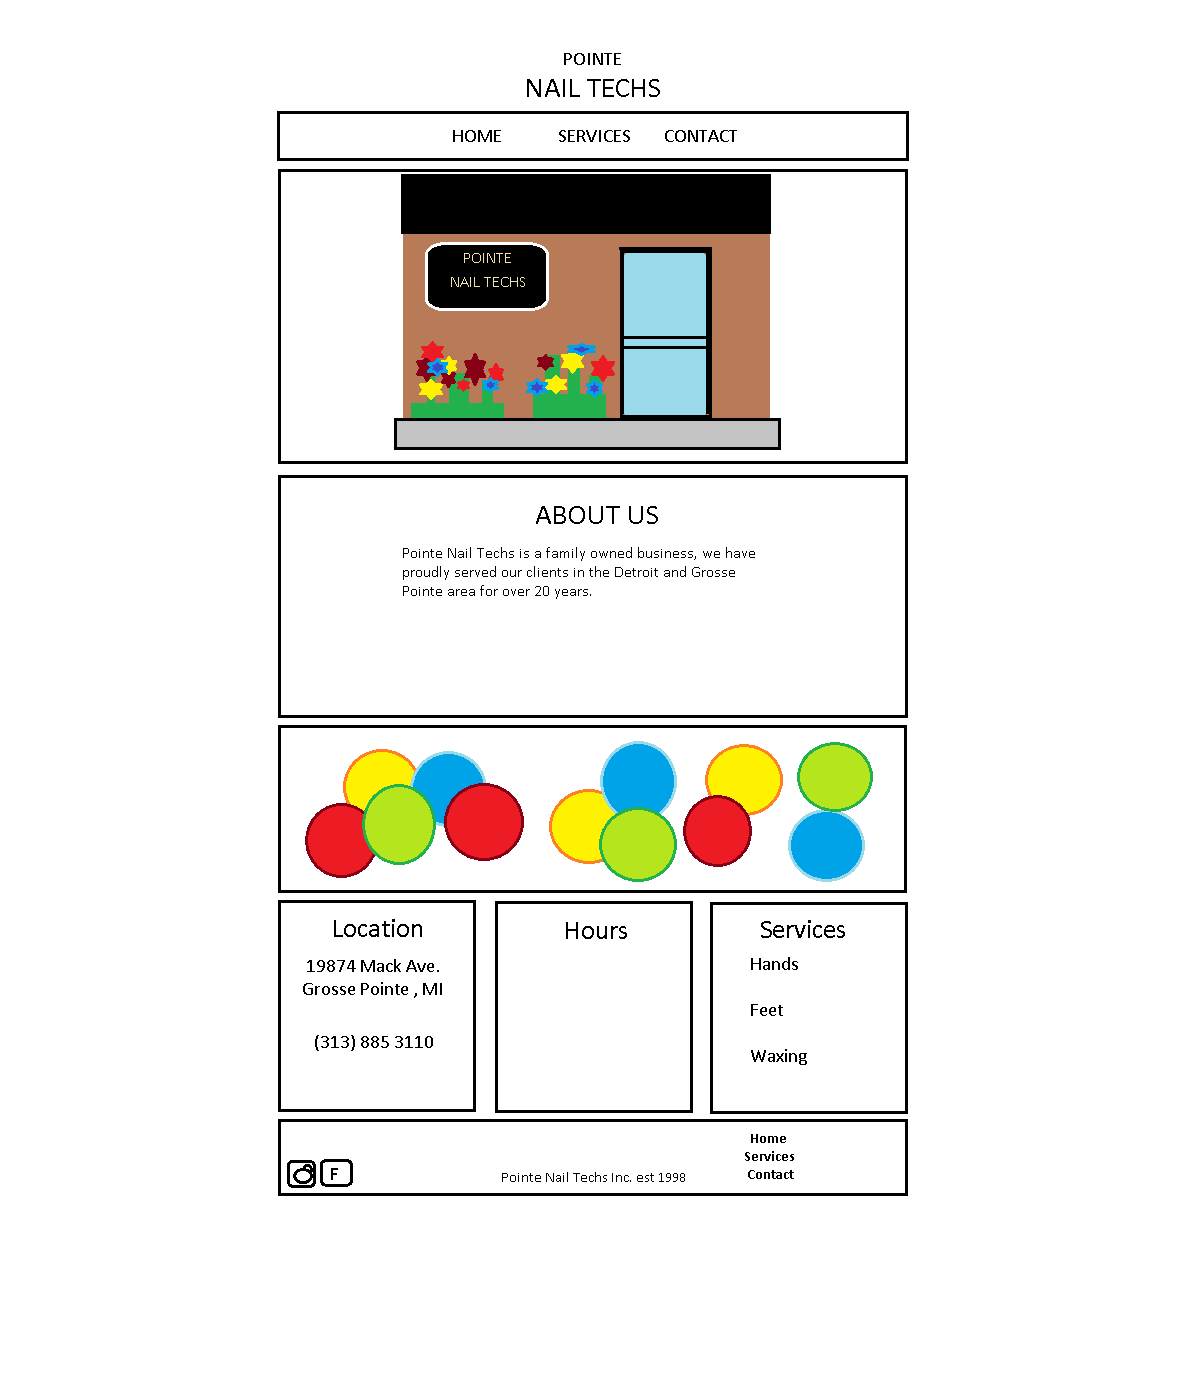 POINTE
NAIL TECHS
HOME SERVICES CONTACT
POINTE
NAIL TECHS
ABOUT US
Pointe Nail Techs is a family owned business, we have
proudly served our clients in the Detroit and Grosse
Pointe area for over 20 years.
Location
19874 Mack Ave.
Grosse Pointe , MI
(313) 885 3110
Hours
Services
Hands
Feet
Waxing
F
Pointe Nail Techs Inc. est 1998
Home
Services
Contact